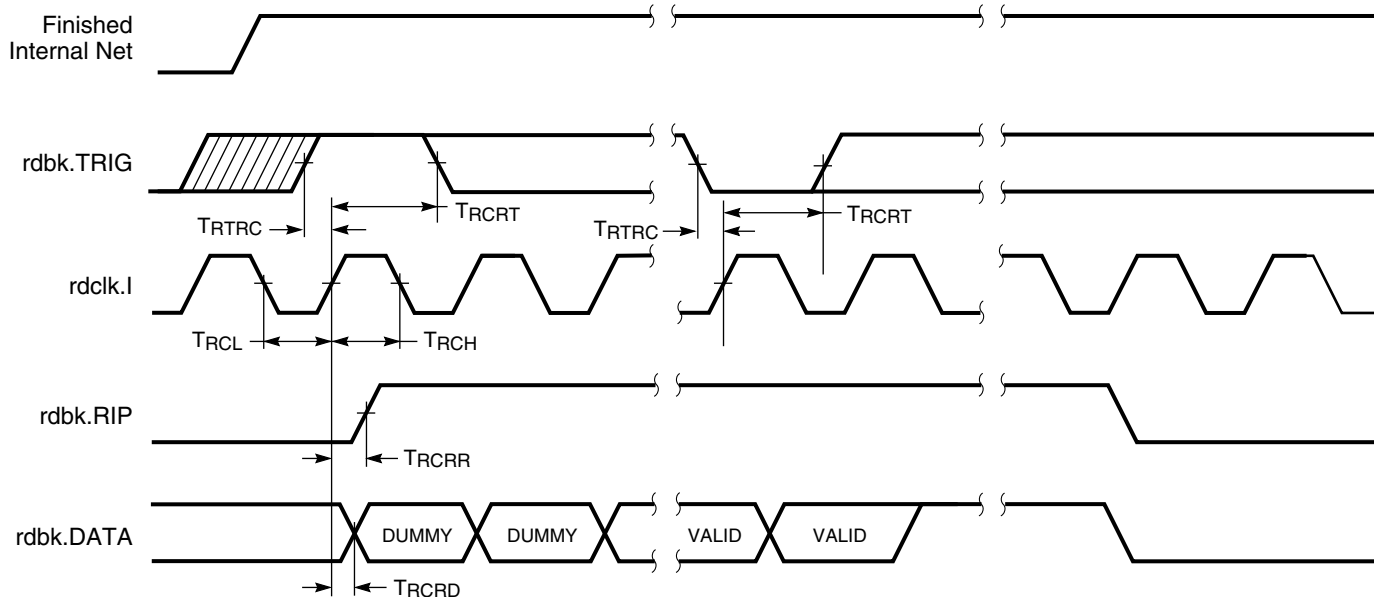 Finished
Internal Net
rdbk.TRIG
TRTRC
TRCRT
TRTRC
TRCRT
rdclk.I
TRCL
TRCH
rdbk.RIP
TRCRR
rdbk.DATA
DUMMY
DUMMY
VALID
VALID
TRCRD